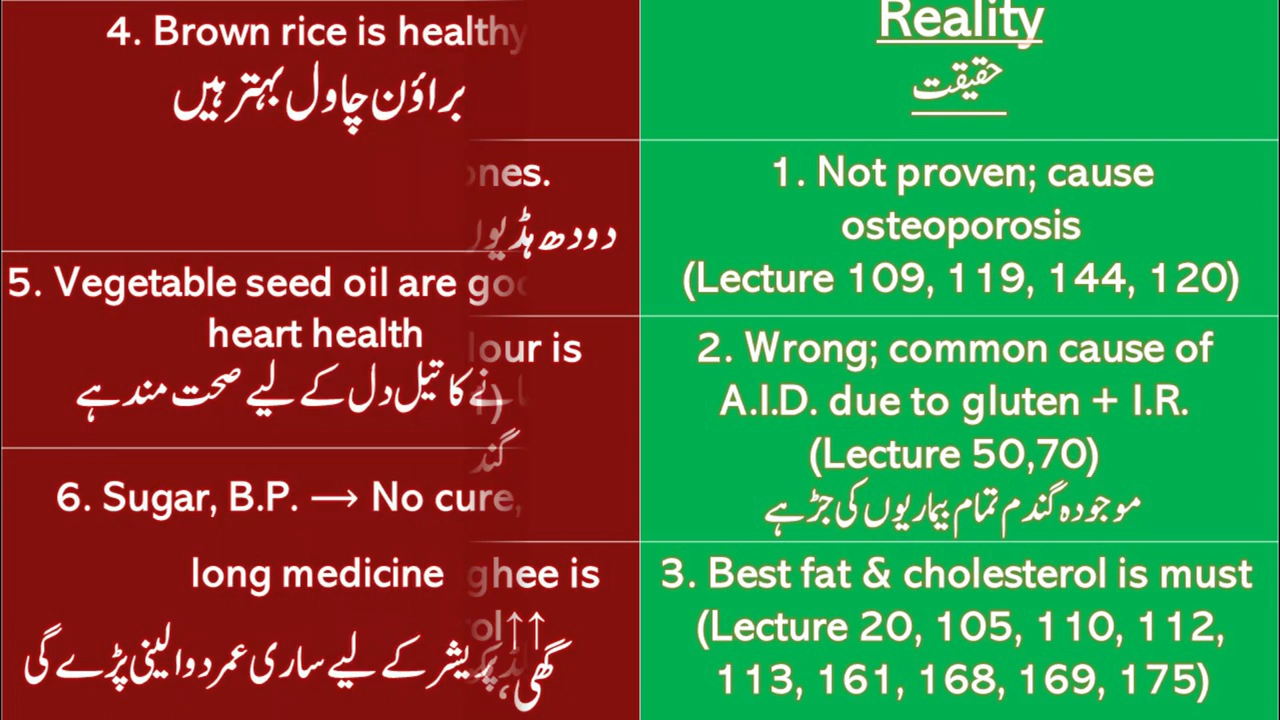 4. Brown rice is healthy
براؤن چاول بہتر ہیں
ones.
دودھ ہڈیوں
5. Vegetable seed oil are
heart health
نے کا تیل دل کے لیے صحت مند ہے
our is
گند
6. Sugar, B.P. → No cure,
long medicine
ghee is
ol↑↑
گھی
پریشر کے لیے ساری عمر دوا لینی پڑے گی
Reality
حقیقت
1. Not proven; cause
osteoporosis
(Lecture 109, 119, 144, 120)
2. Wrong; common cause of
A.I.D. due to gluten + I.R.
(Lecture 50,70)
موجودہ گندم تمام بیماریوں کی جڑ ہے
3. Best fat & cholesterol is must
(Lecture 20, 105, 110, 112,
113, 161, 168, 169, 175)